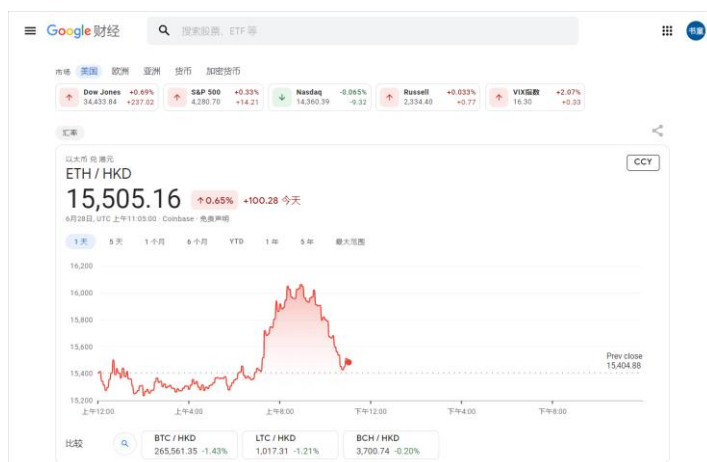 Google 财经
搜索股票、ETF 等
书童
市场 美国 欧洲 亚洲 货币 加密货币
Dow Jones +0.69% S&P 500 +0.33% Nasdaq -0.065% Russell +0.033% VIX指数 +2.07%
34,433.84 +237.02 4,280.70 +14.21 14,360.39 -9.32 2,334.40 +0.77 16.30 +0.33
汇率
以太币 兑 港元
CCY
ETH / HKD
15,505.16 ↑0.65% +100.28 今天
6月28日, UTC 上午11:05:00 · Coinbase · 免责声明
1 天 5 天 1 个月 6 个月 YTD 1 年 5 年 最大范围
16,200
16,000
15,800
15,600
Prev close
15,404.88
15,400
15,200
上午12:00 上午4:00 上午8:00 下午12:00 下午4:00 下午8:00
比较 BTC / HKD LTC / HKD BCH / HKD
265,561.35 -1.43% 1,017.31 -1.21% 3,700.74 -0.20%